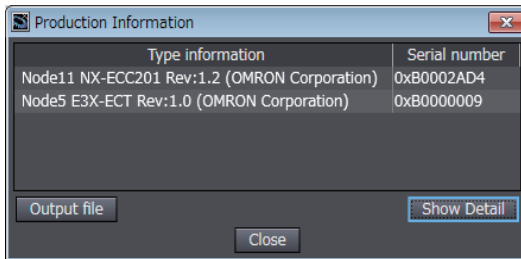 Production Information
Type information Serial number
Node11 NX-ECC201 Rev:1.2 (OMRON Corporation) 0xB0002AD4
Node5 E3X-ECT Rev:1.0 (OMRON Corporation) 0xB0000009
Output file Show Detail
Close